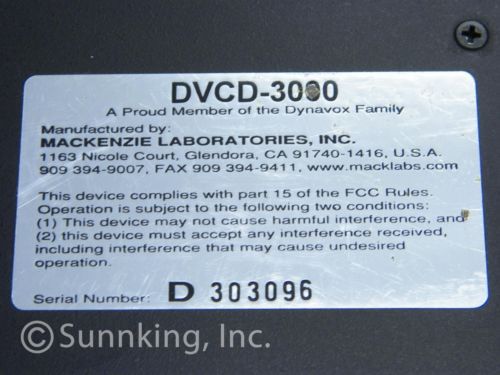 DVCD-3000
A Proud Member of the Dynavox Family
Manufactured by:
MACKENZIE LABORATORIES, INC.
1163 Nicole Court, Glendora, CA 91740-1416, U.S.A.
909 394-9007, FAX 909 394-9411, www.macklabs.com
This device complies with part 15 of the FCC Rules.
Operation is subject to the following two conditions:
(1) This device may not cause harmful interference, and
(2) this device must accept any interference received,
including interference that may cause undesired
operation.
Serial Number: D 303096
© Sunnking, Inc.